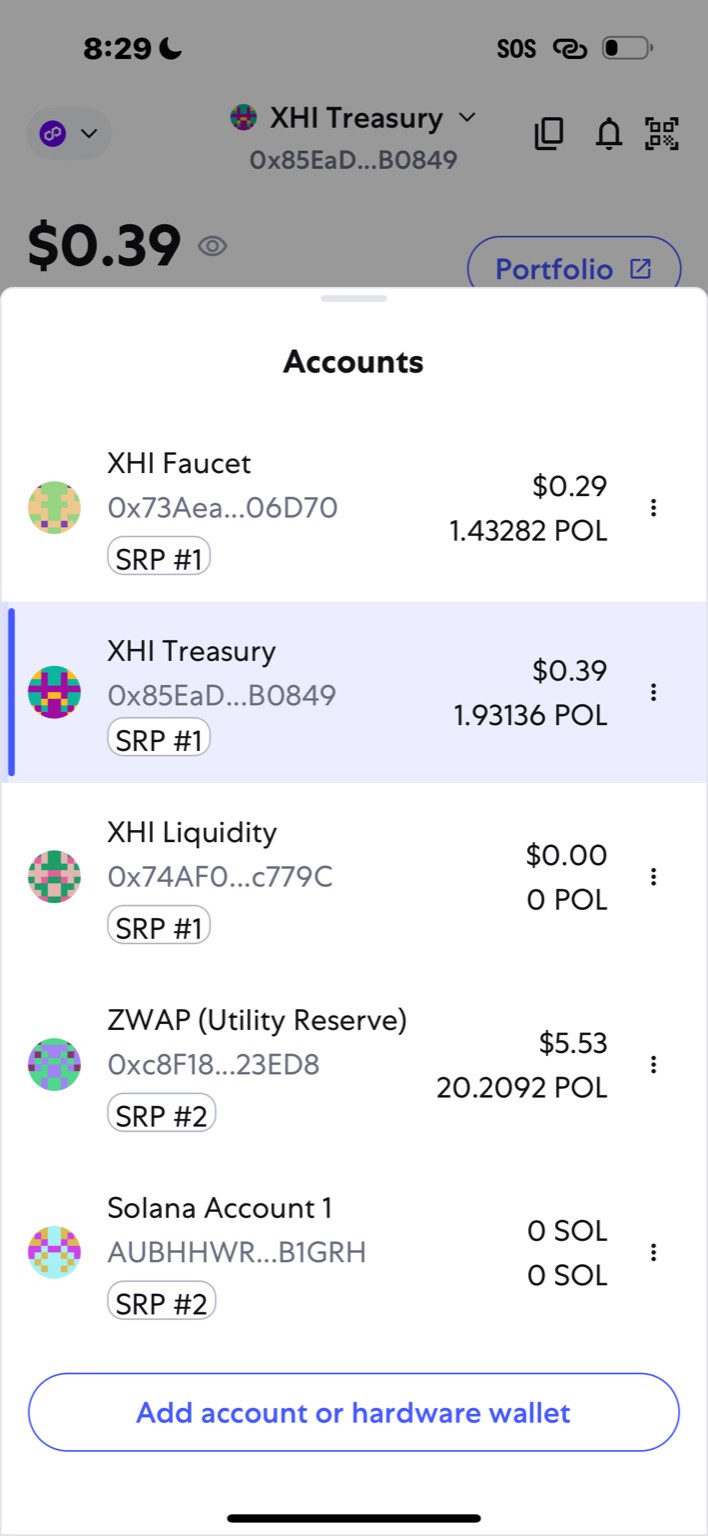 8:29
SOS
XHI Treasury
0x85EaD...B0849
$0.39
Portfolio
Accounts
XHI Faucet
0x73Aea...06D70
SRP #1
$0.29
1.43282 POL
XHI Treasury
0x85EaD...B0849
SRP #1
$0.39
1.93136 POL
XHI Liquidity
0x74AF0...c779C
SRP #1
$0.00
0 POL
ZWAP (Utility Reserve)
0xc8F18...23ED8
SRP #2
$5.53
20.2092 POL
Solana Account 1
AUBHHWR...B1GRH
SRP #2
0 SOL
0 SOL
Add account or hardware wallet